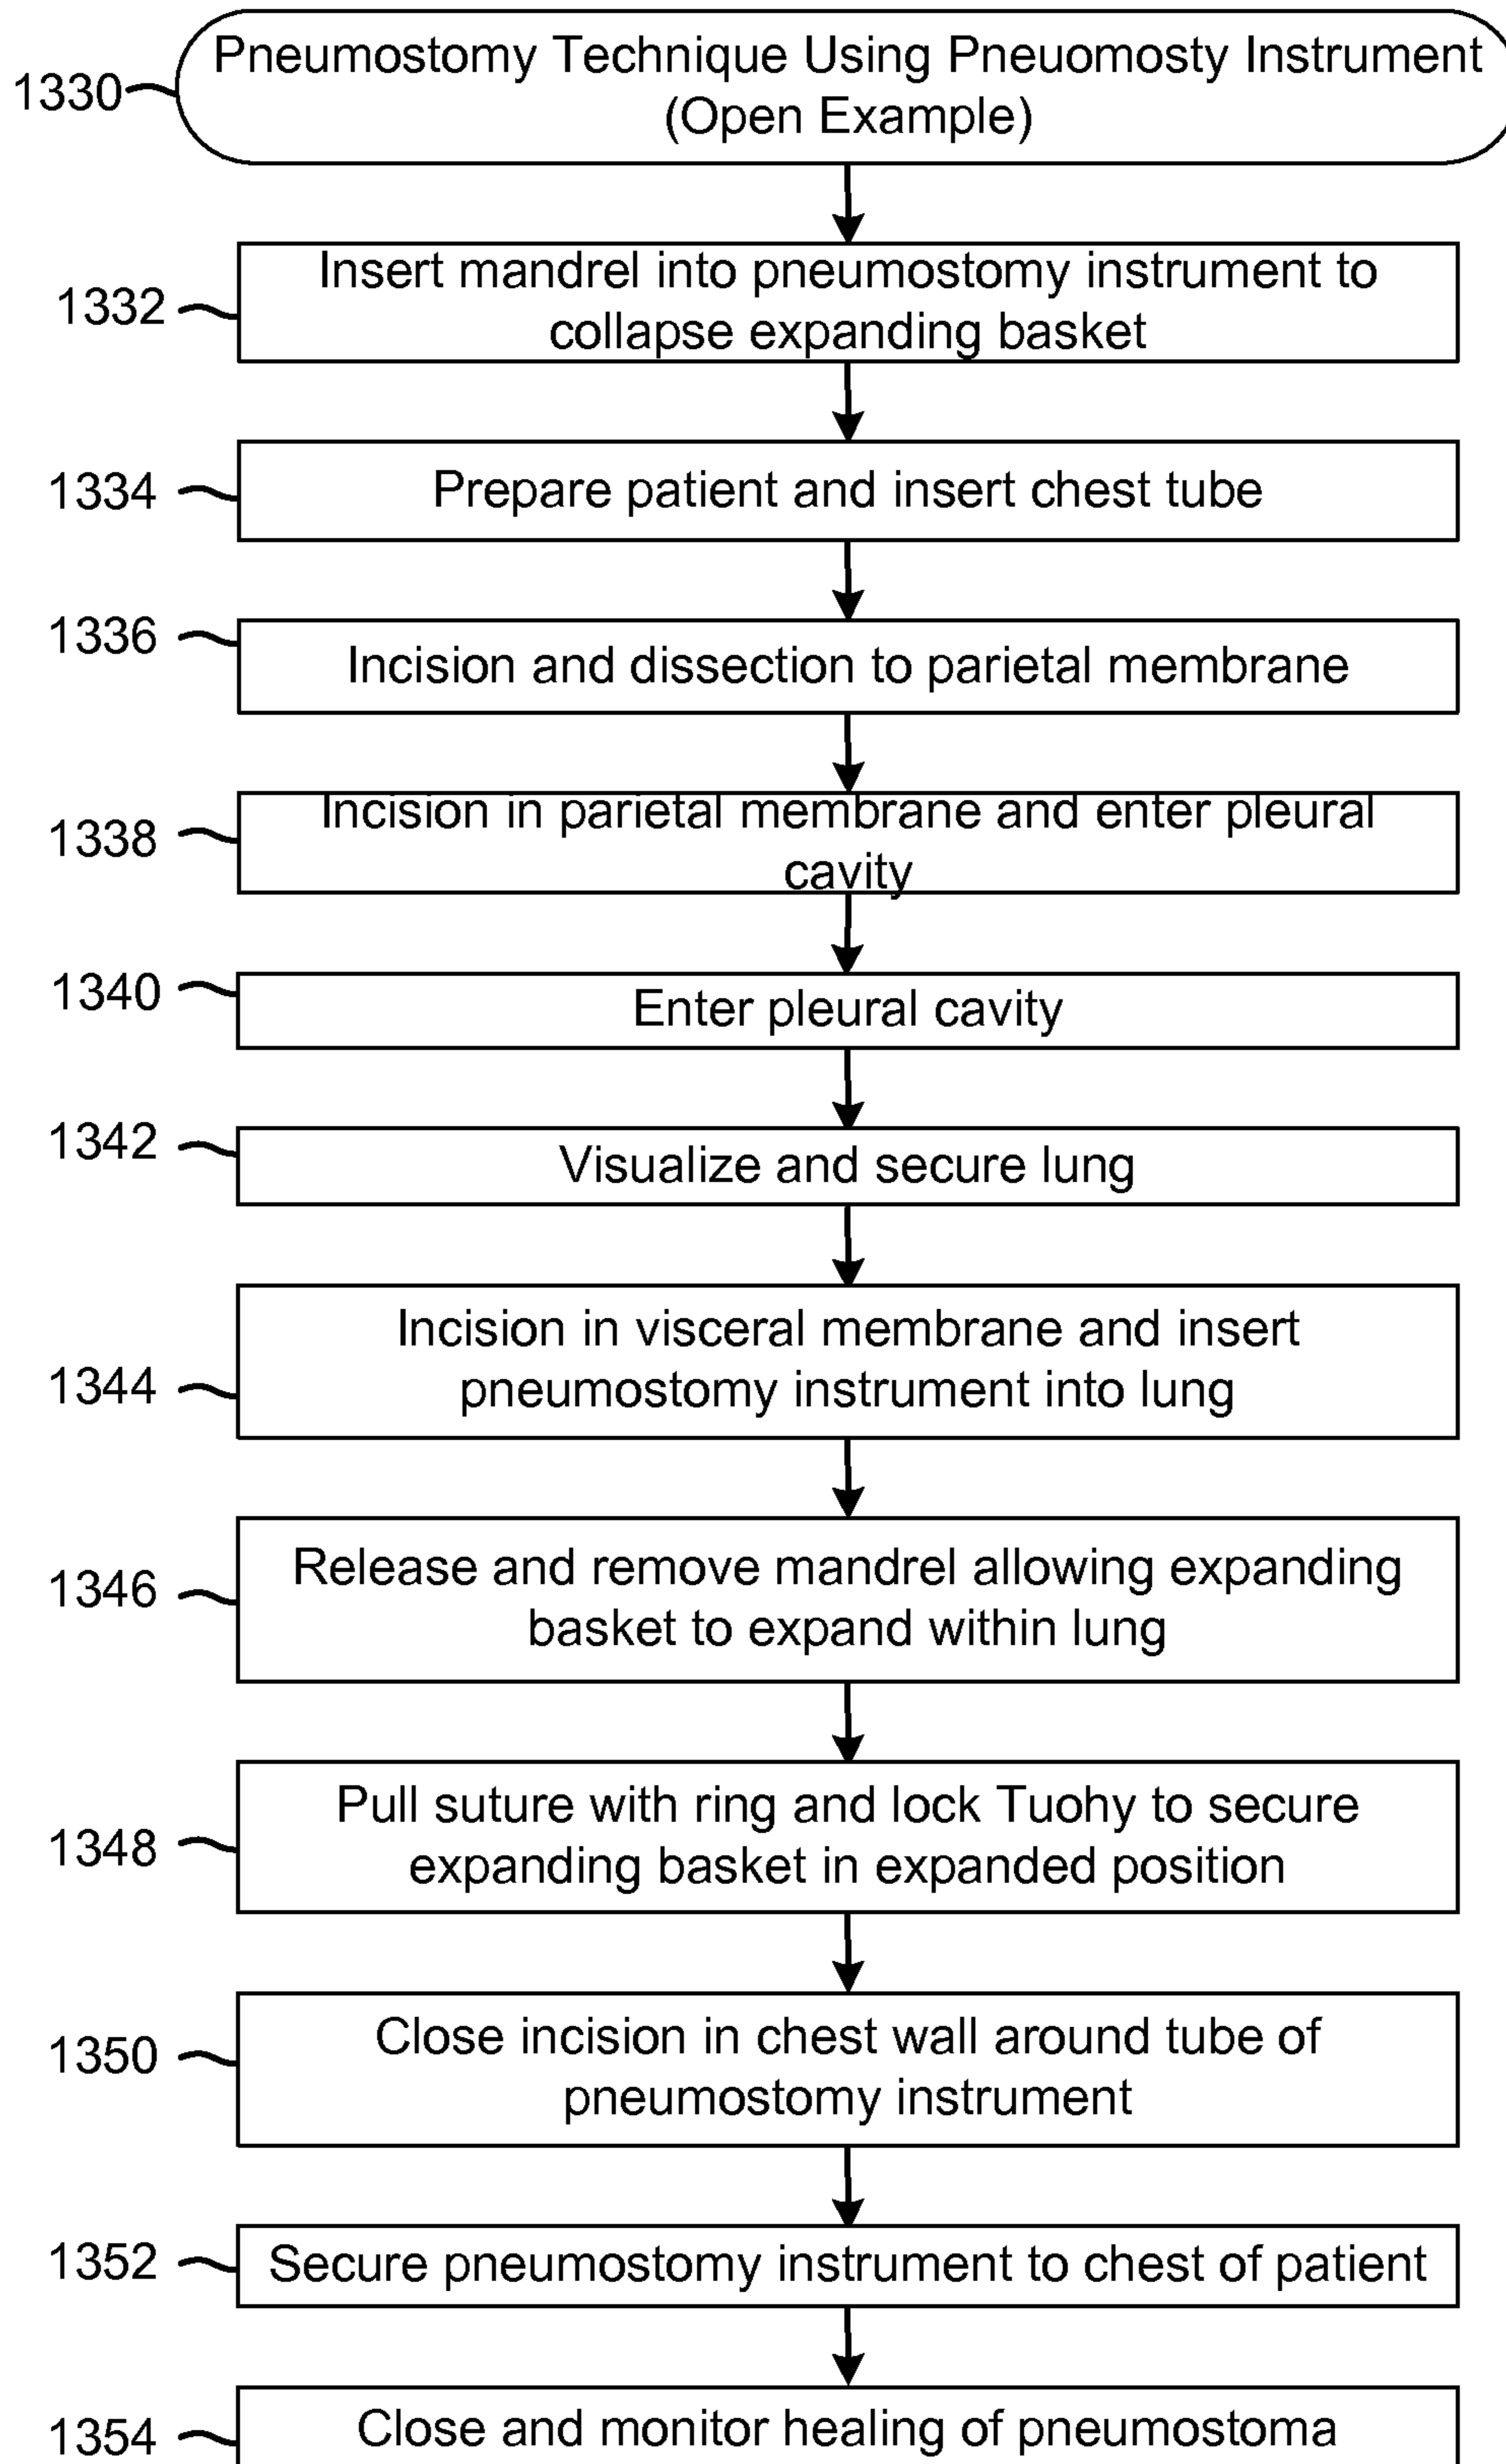 Pneumostomy Technique Using Pneuomosty Instrument
(Open Example)
1330
Insert mandrel into pneumostomy instrument to
collapse expanding basket
1332
Prepare patient and insert chest tube
1334
Incision and dissection to parietal membrane
1336
Incision in parietal membrane and enter pleural
cavity
1338
Enter pleural cavity
1340
Visualize and secure lung
1342
Incision in visceral membrane and insert
pneumostomy instrument into lung
1344
Release and remove mandrel allowing expanding
basket to expand within lung
1346
Pull suture with ring and lock Tuohy to secure
expanding basket in expanded position
1348
Close incision in chest wall around tube of
pneumostomy instrument
1350
Secure pneumostomy instrument to chest of patient
1352
Close and monitor healing of pneumostoma
1354